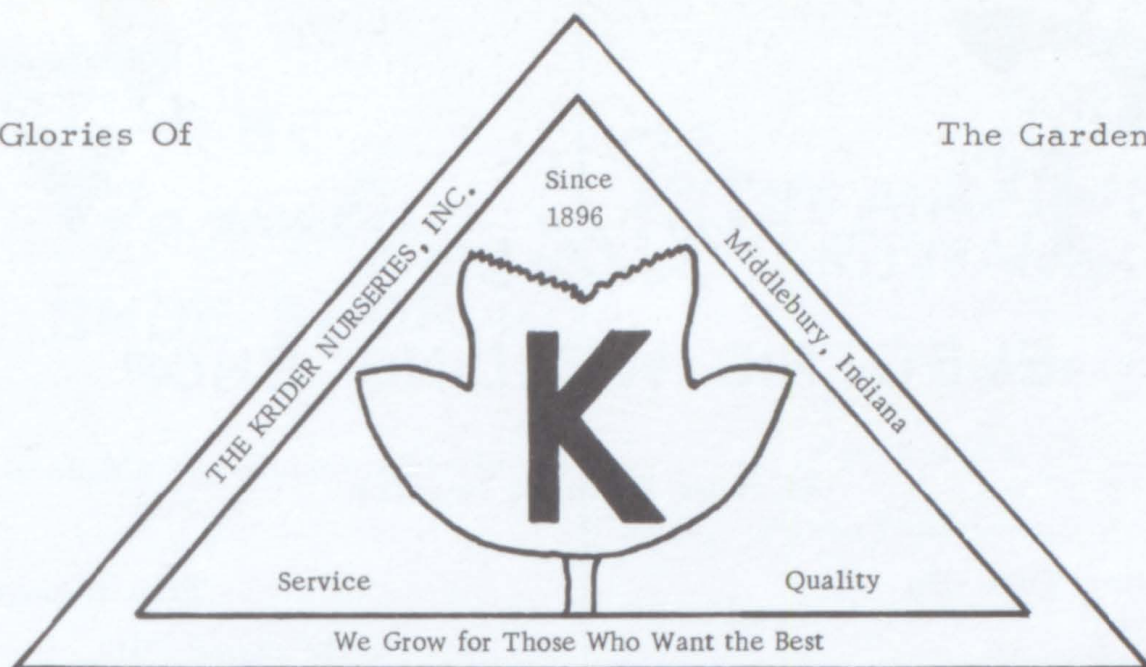 Glories Of
The Garden
Since
1896
THE KRIDER NURSERIES, INC.
Middlebury, Indiana
K
Service
Quality
We Grow for Those Who Want the Best